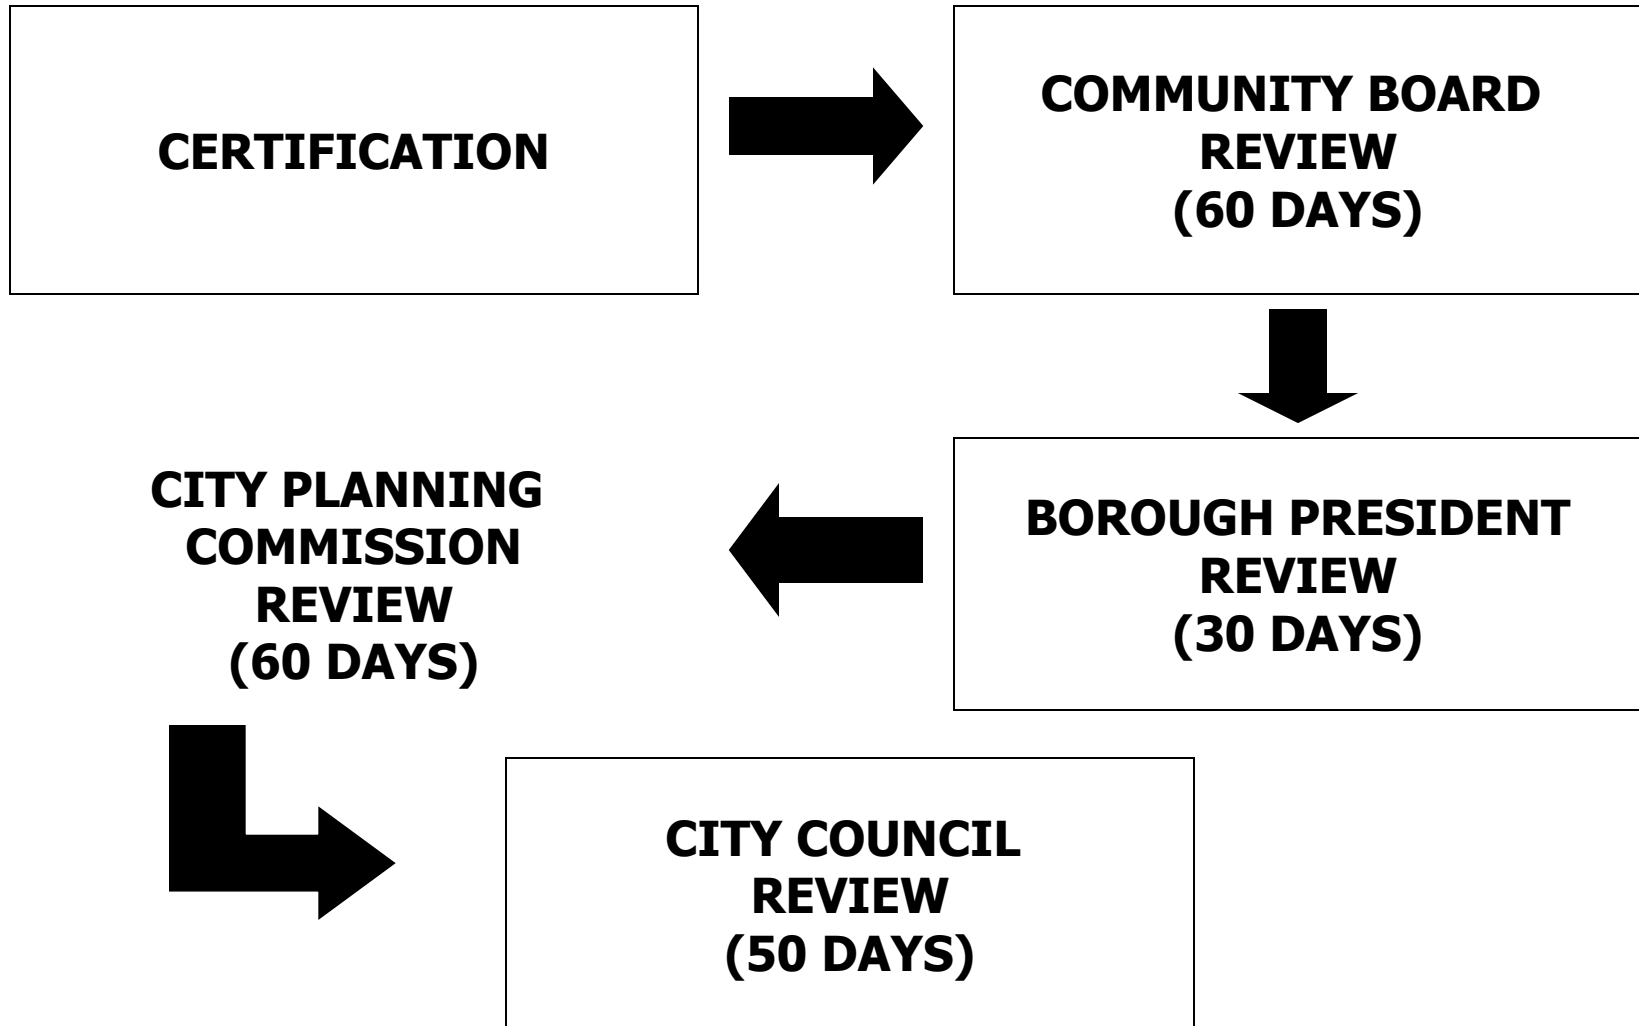 CERTIFICATION
COMMUNITY BOARD
REVIEW
(60 DAYS)
BOROUGH PRESIDENT
REVIEW
(30 DAYS)
CITY PLANNING
COMMISSION
REVIEW
(60 DAYS)
CITY COUNCIL
REVIEW
(50 DAYS)